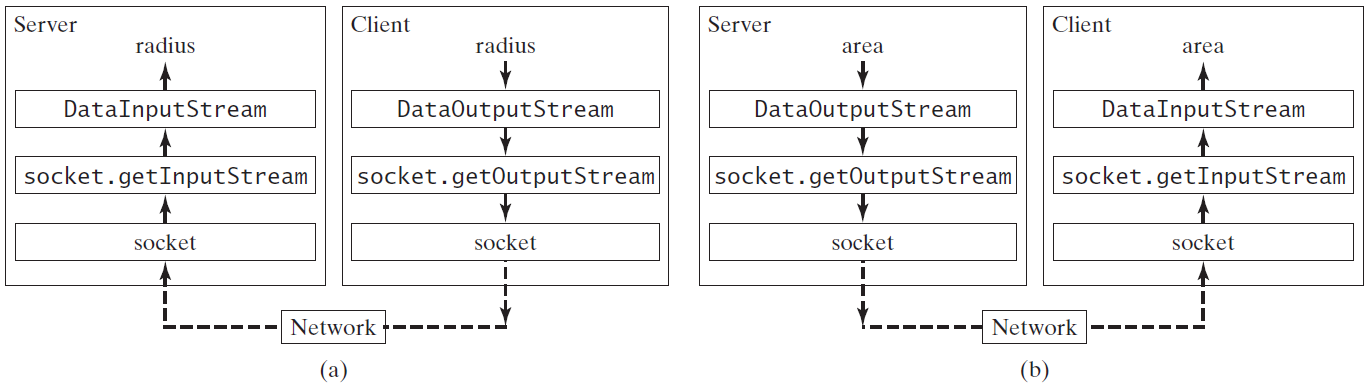 Server
radius
DataInputStream
socket.getInputStream
socket
Client
radius
DataOutputStream
socket.getOutputStream
socket
Network
(a)
Server
area
DataOutputStream
socket.getOutputStream
socket
Client
area
DataInputStream
socket.getInputStream
socket
Network
(b)